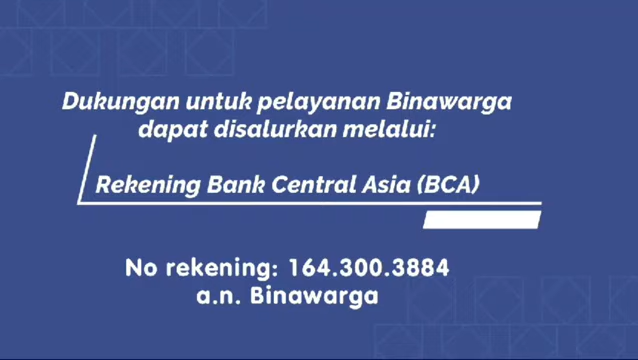 Dukungan untuk pelayanan Binawarga
dapat disalurkan melalui:
Rekening Bank Central Asia (BCA)
No rekening: 164.300.3884
a.n. Binawarga